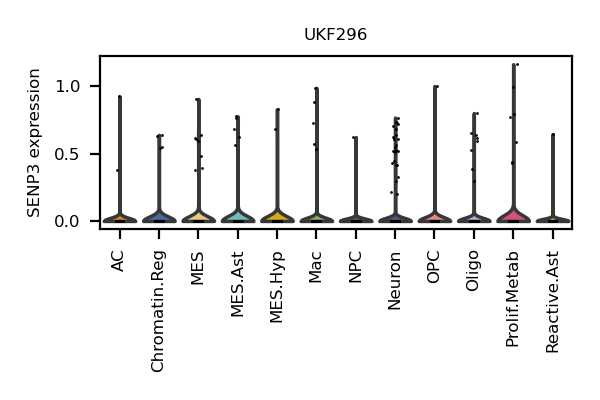 UKF296
SENP3 expression
1.0
0.5
0.0
AC
Chromatin.Reg
MES
MES.Ast
MES.Hyp
Mac
NPC
Neuron
OPC
Oligo
Prolif.Metab
Reactive.Ast